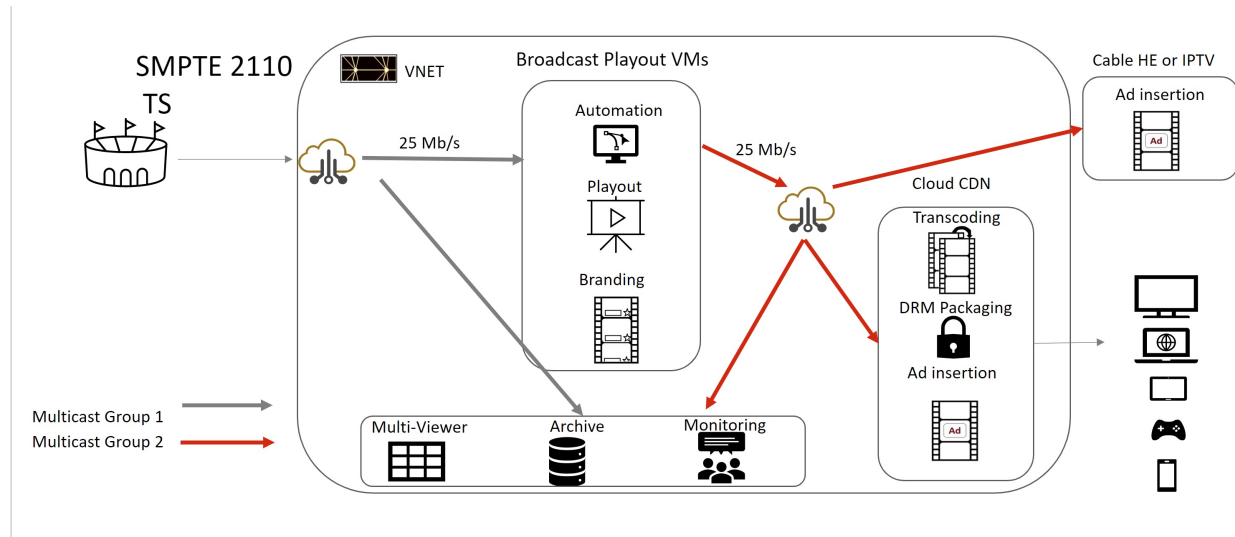 SMPTE 2110
TS
VNET
Broadcast Playout VMs
Cable HE or IPTV
Automation
Ad insertion
25 Mb/s
25 Mb/s
Ad
Playout
Cloud CDN
Transcoding
Branding
DRM Packaging
Ad insertion
Ad
Multicast Group 1
Multicast Group 2
Multi-Viewer
Archive
Monitoring